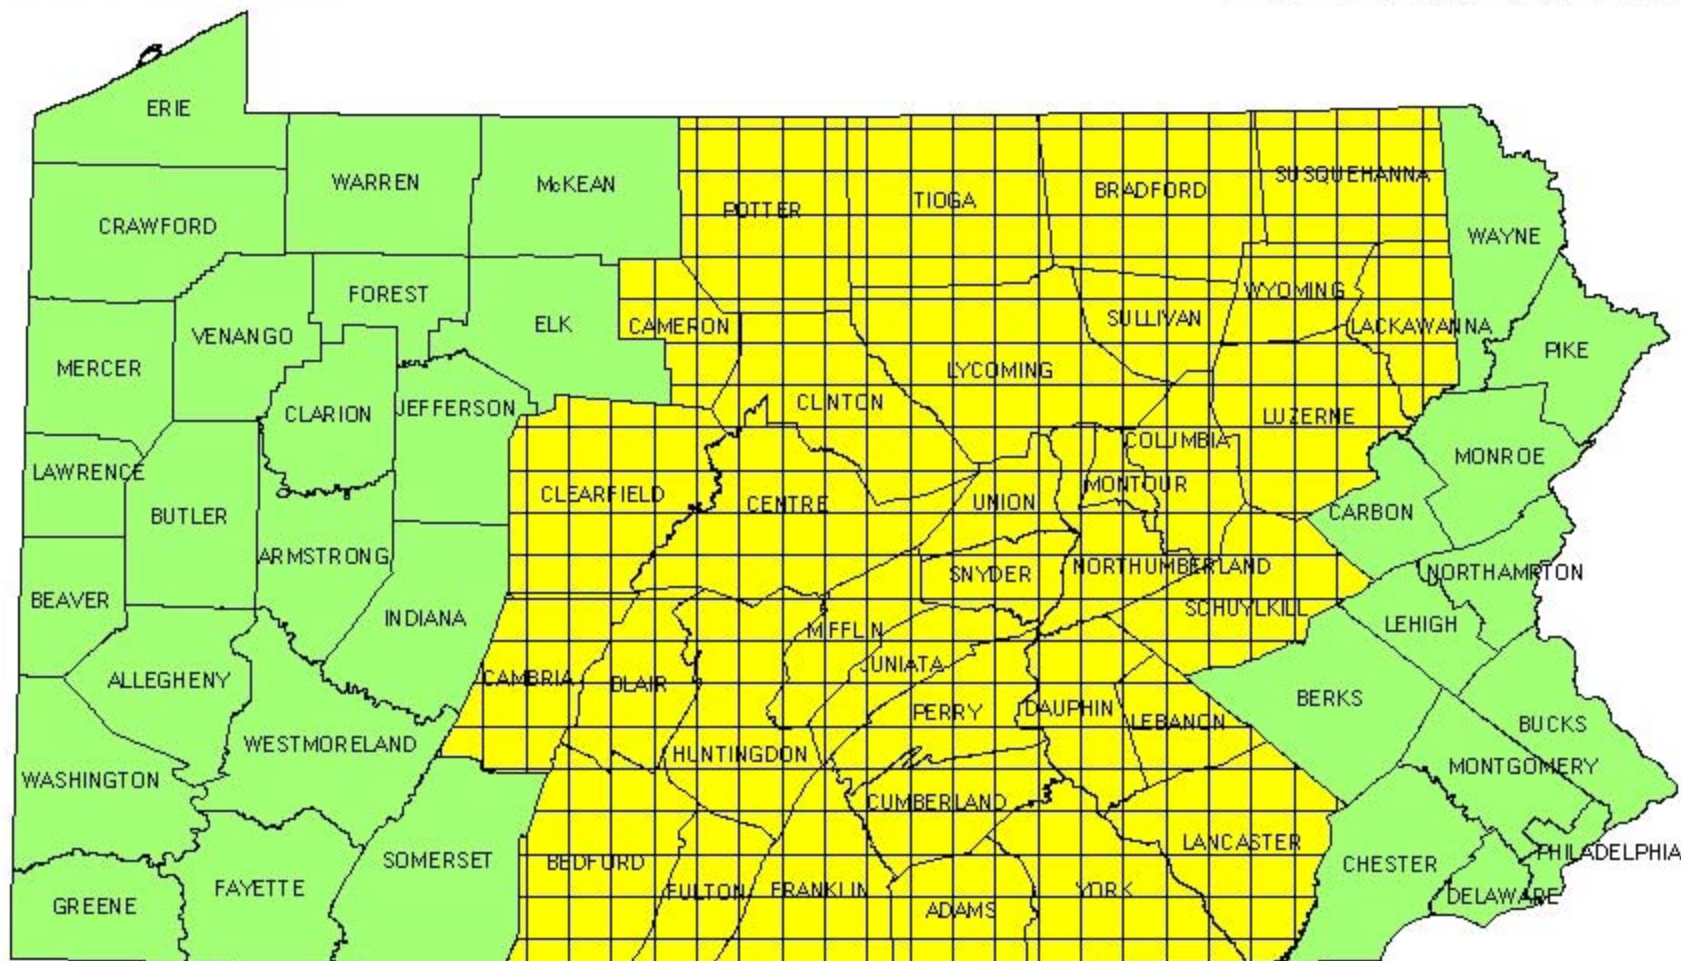 ERIE
WARREN
McKEAN
POTTER
TIOGA
BRADFORD
SUSQUEHANNA
CRAWFORD
WAYNE
FOREST
VENANGO
ELK
CAMERON
SULLIVAN
WYOMING
LACKAWANNA
MERCER
PIKE
LYCOMING
CLARION
JEFFERSON
CLINTON
LUZERNE
COLUMBIA
LAWRENCE
MONROE
CLEARFIELD
CENTRE
UNION
MONTOUR
BUTLER
CARBON
ARMSTRONG
SNYDER
NORTHUMBERLAND
NORTHAMPTON
BEAVER
INDIANA
MIFFLIN
SCHUYLKILL
LEHIGH
JUNIATA
ALLEGHENY
CAMBRIA
BLAIR
BERKS
PERRY
DAUPHIN
LEBANON
BUCKS
WESTMORELAND
HUNTINGDON
WASHINGTON
MONTGOMERY
CUMBERLAND
SOMERSET
BEDFORD
LANCASTER
CHESTER
PHILADELPHIA
GREENE
FAYETTE
FULTON
FRANKLIN
ADAMS
YORK
DELAWARE